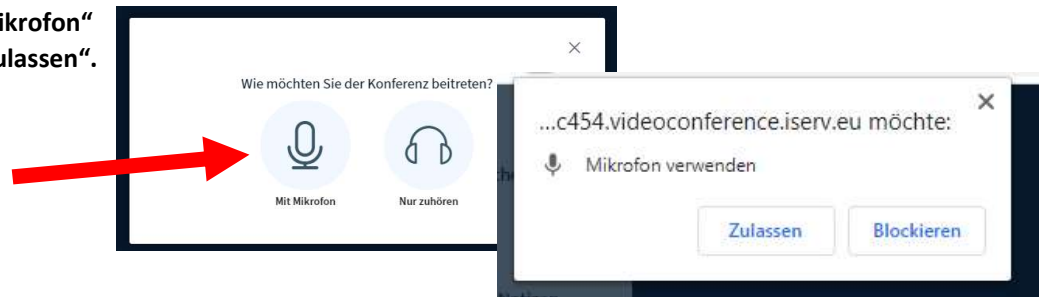 ikrofon“
ulassen“.
Wie möchten Sie der Konferenz beitreten?
Mit Mikrofon
Nur zuhören
...c454.videoconference.iserv.eu möchte:
Mikrofon verwenden
Zulassen
Blockieren